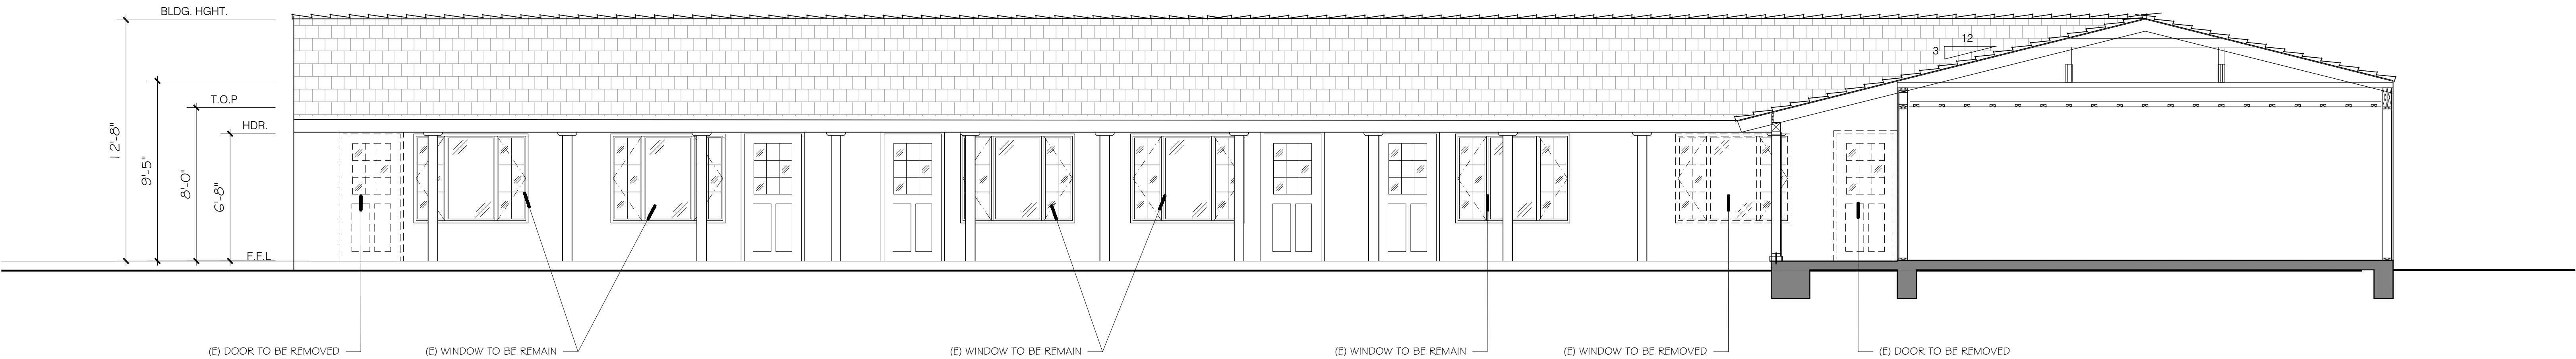 BLDG. HGHT.
12
3
T.O.P
HDR.
12'-8"
9'-5"
8'-0"
6'-8"
F.F.L
(E) DOOR TO BE REMOVED
(E) WINDOW TO BE REMAIN
(E) WINDOW TO BE REMAIN
(E) WINDOW TO BE REMAIN
(E) WINDOW TO BE REMOVED
(E) DOOR TO BE REMOVED